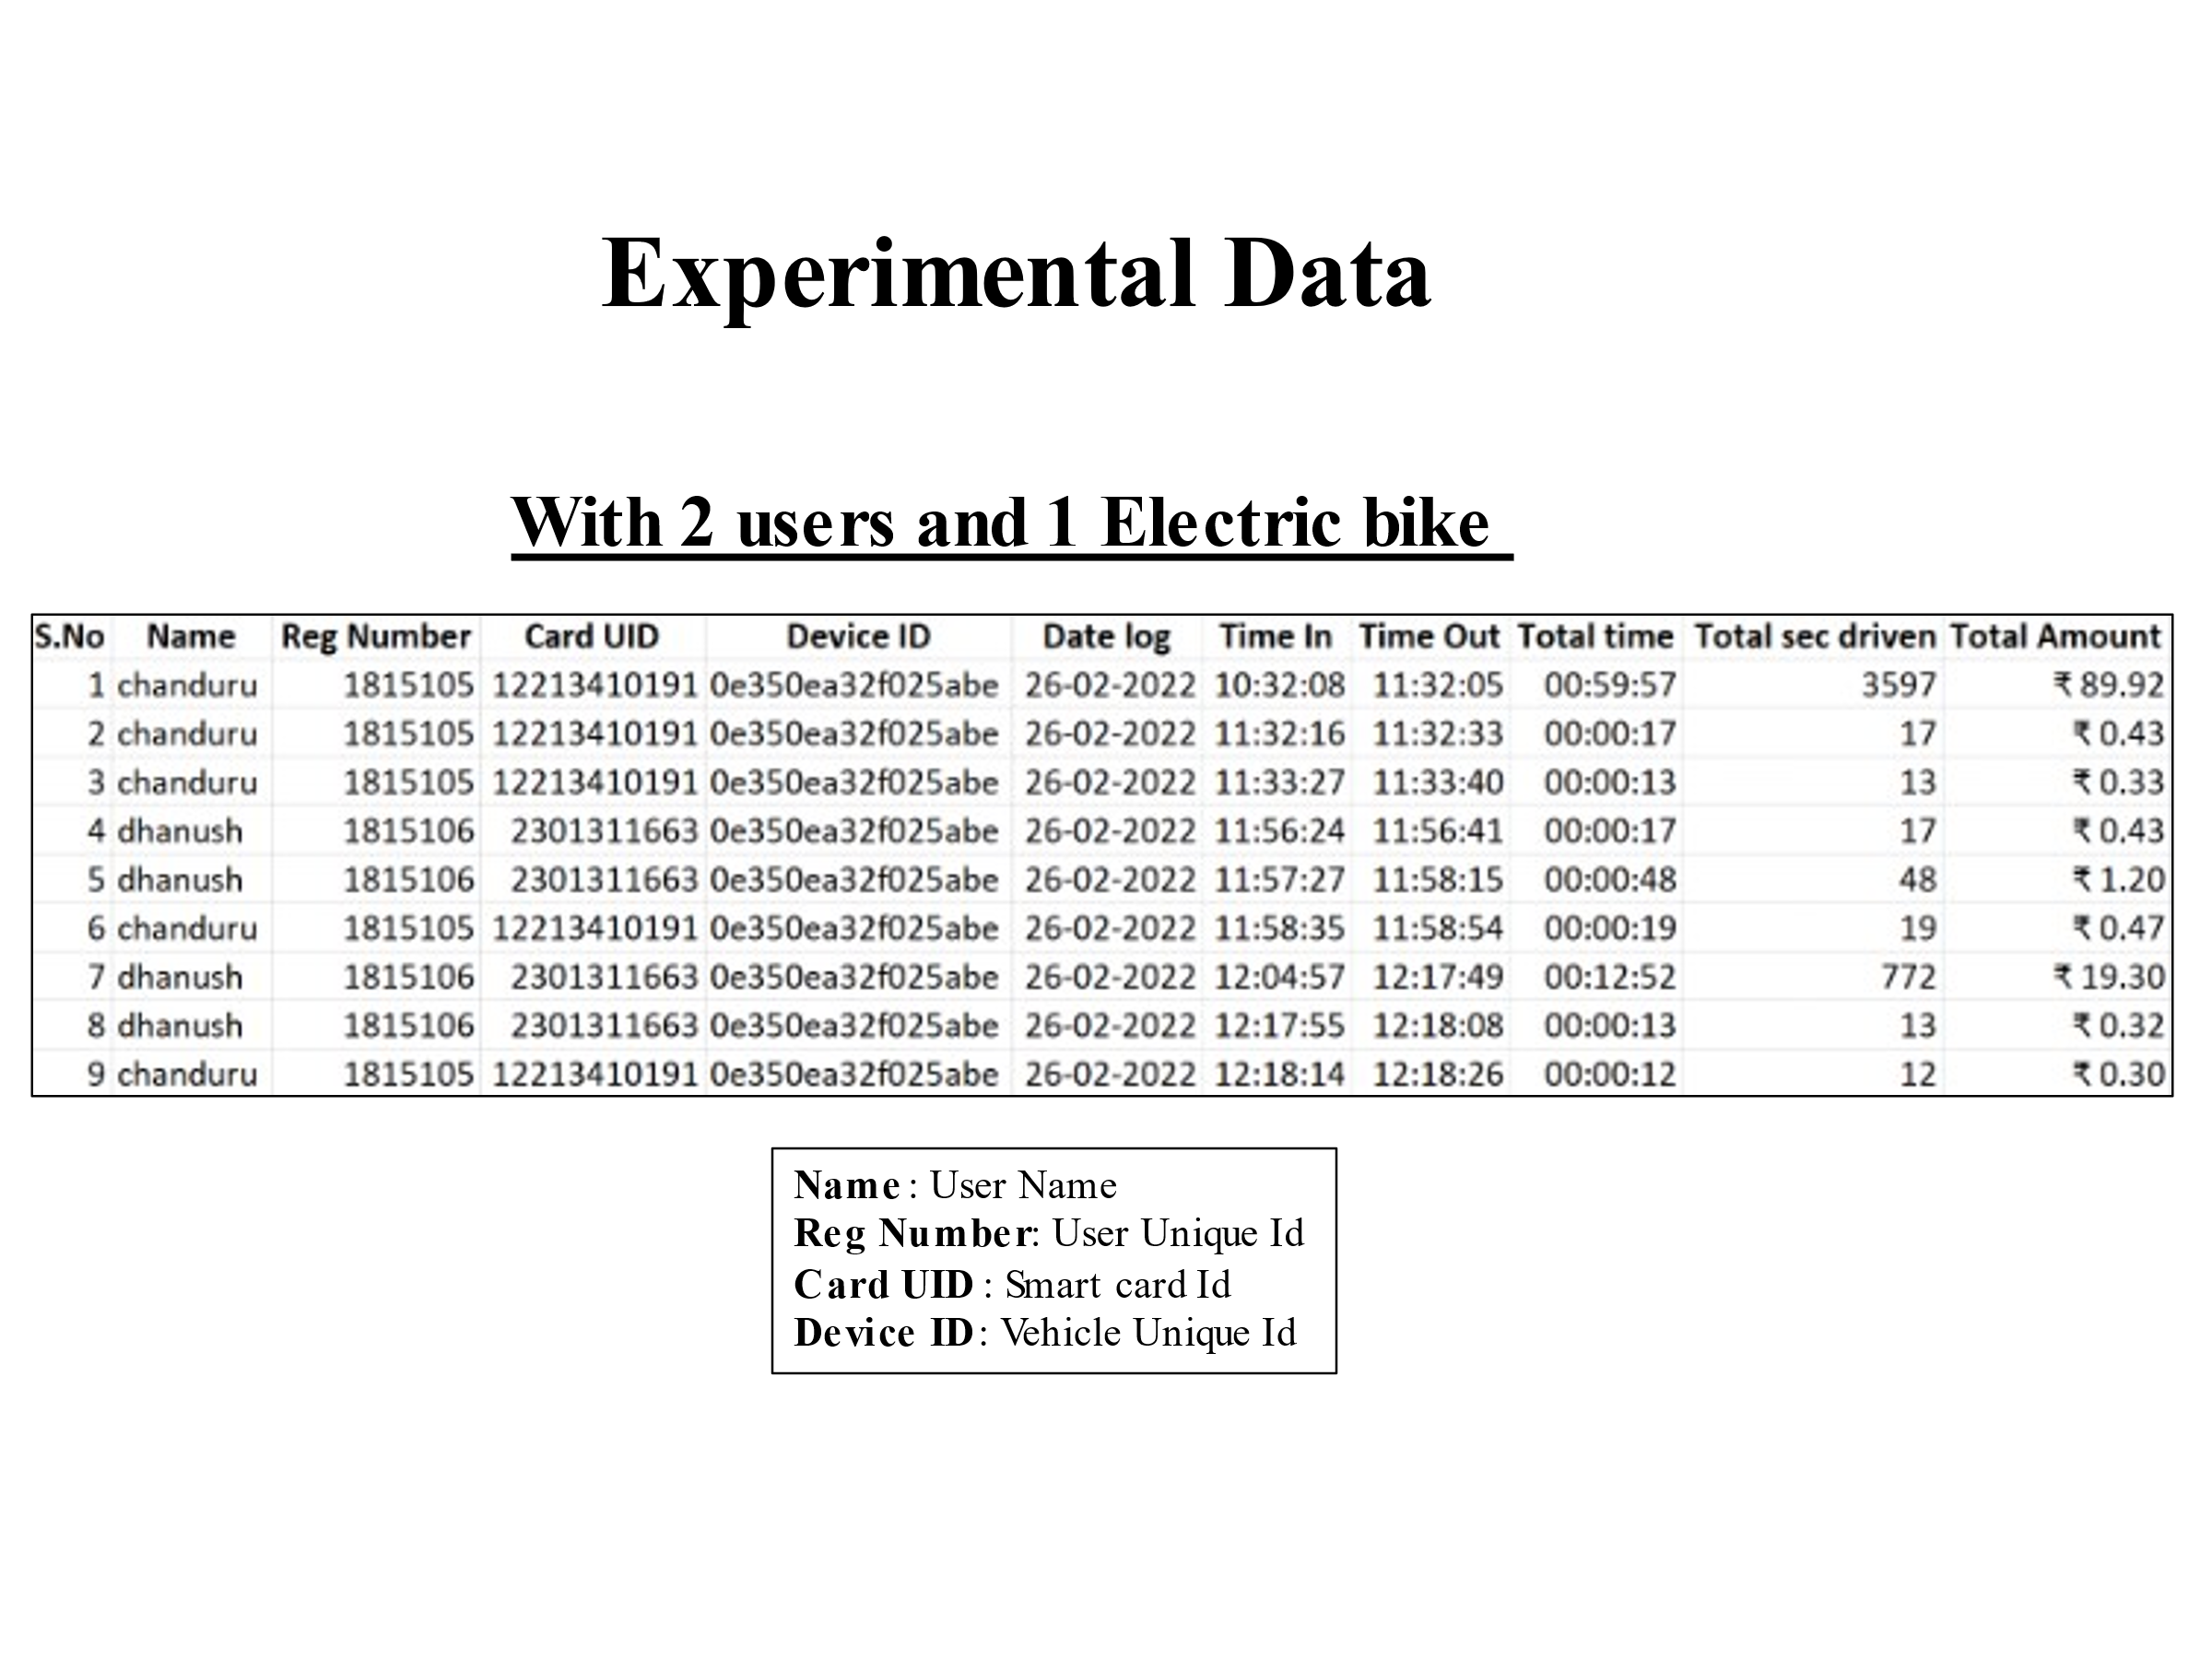 Experimental Data
With 2 users and 1 Electric bike
S.No Name Reg Number Card UID Device ID Date log Time In Time Out Total time Total sec driven Total Amount
1 chanduru 1815105 12213410191 0e350ea32f025abe 26-02-2022 10:32:08 11:32:05 00:59:57 3597 ₹ 89.92
2 chanduru 1815105 12213410191 0e350ea32f025abe 26-02-2022 11:32:16 11:32:33 00:00:17 17 ₹ 0.43
3 chanduru 1815105 12213410191 0e350ea32f025abe 26-02-2022 11:33:27 11:33:40 00:00:13 13 ₹ 0.33
4 dhanush 1815106 2301311663 0e350ea32f025abe 26-02-2022 11:56:24 11:56:41 00:00:17 17 ₹ 0.43
5 dhanush 1815106 2301311663 0e350ea32f025abe 26-02-2022 11:57:27 11:58:15 00:00:48 48 ₹ 1.20
6 chanduru 1815105 12213410191 0e350ea32f025abe 26-02-2022 11:58:35 11:58:54 00:00:19 19 ₹ 0.47
7 dhanush 1815106 2301311663 0e350ea32f025abe 26-02-2022 12:04:57 12:17:49 00:12:52 772 ₹ 19.30
8 dhanush 1815106 2301311663 0e350ea32f025abe 26-02-2022 12:17:55 12:18:08 00:00:13 13 ₹ 0.32
9 chanduru 1815105 12213410191 0e350ea32f025abe 26-02-2022 12:18:14 12:18:26 00:00:12 12 ₹ 0.30
Name : User Name
Reg Number: User Unique Id
Card UID : Smart card Id
Device ID : Vehicle Unique Id